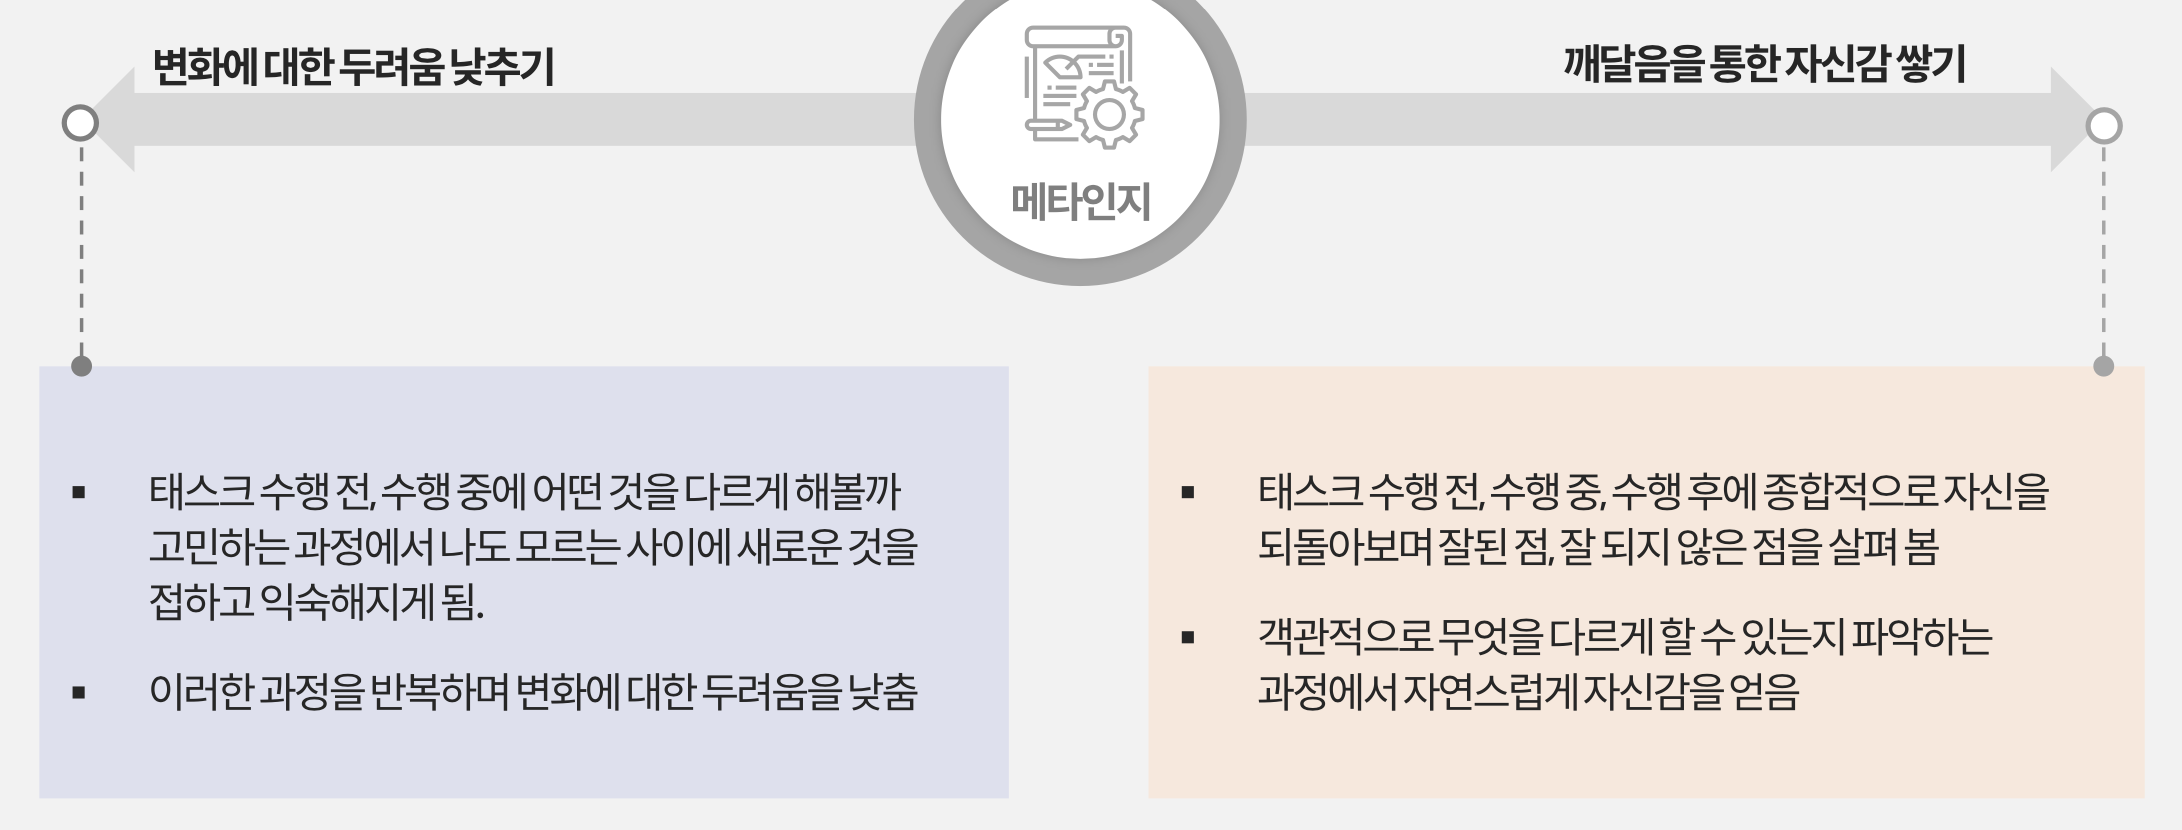 변화에 대한 두려움 낮추기
깨달음을 통한 자신감 쌓기
메타인지
▪ 태스크 수행 전, 수행 중에 어떤 것을 다르게 해볼까
고민하는 과정에서 나도 모르는 사이에 새로운 것을
접하고 익숙해지게 됨.
▪ 이러한 과정을 반복하며 변화에 대한 두려움을 낮춤
▪ 태스크 수행 전, 수행 중, 수행 후에 종합적으로 자신을
되돌아보며 잘된 점, 잘 되지 않은 점을 살펴 봄
▪ 객관적으로 무엇을 다르게 할 수 있는지 파악하는
과정에서 자연스럽게 자신감을 얻음